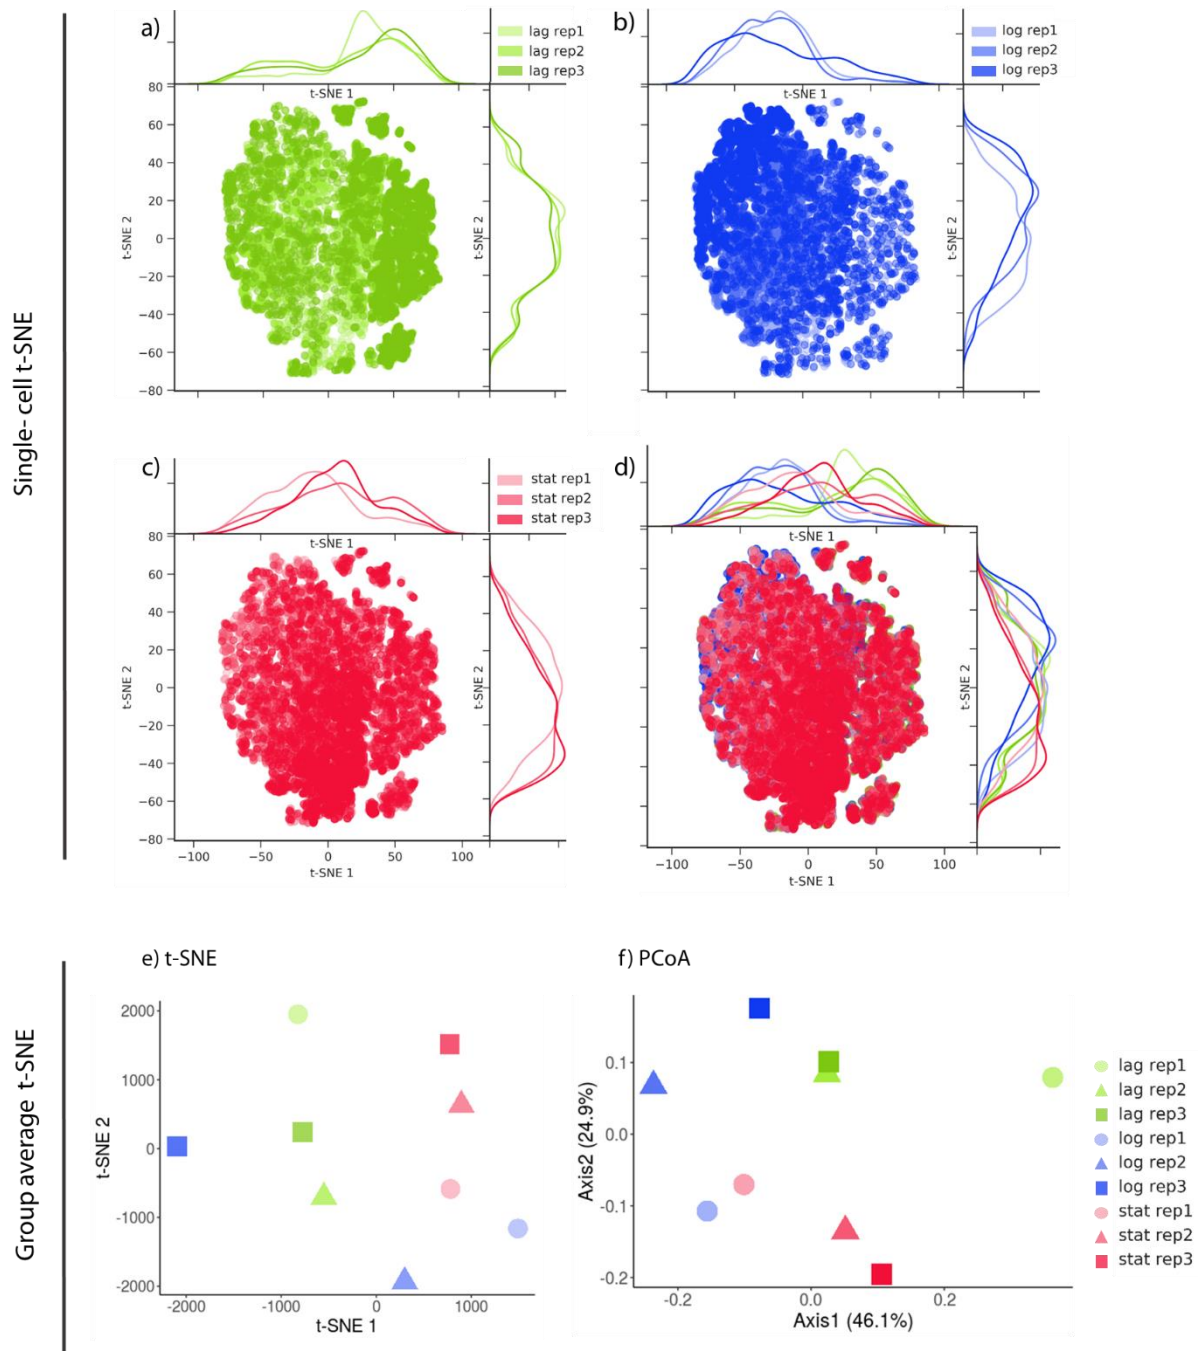 Single- cell t-SNE
a)
lag rep1
lag rep2
lag rep3
t-SNE 1
80
60
40
20
0
−20
−40
−60
−80
t-SNE 2
t-SNE 2
b)
log rep1
log rep2
log rep3
t-SNE 1
t-SNE 2
c)
stat rep1
stat rep2
stat rep3
t-SNE 1
80
60
40
20
0
−20
−40
−60
−80
t-SNE 2
t-SNE 2
−100 −50 0 50 100
t-SNE 1
d)
t-SNE 1
t-SNE 2
−100 −50 0 50 100
t-SNE 1
Group average t-SNE
e) t-SNE
2000
1000
0
-1000
-2000
t-SNE 2
-2000 -1000 0 1000
t-SNE 1
f) PCoA
0.1
0.0
-0.1
-0.2
Axis2 (24.9%)
-0.2 0.0 0.2
Axis1 (46.1%)
lag rep1
lag rep2
lag rep3
log rep1
log rep2
log rep3
stat rep1
stat rep2
stat rep3